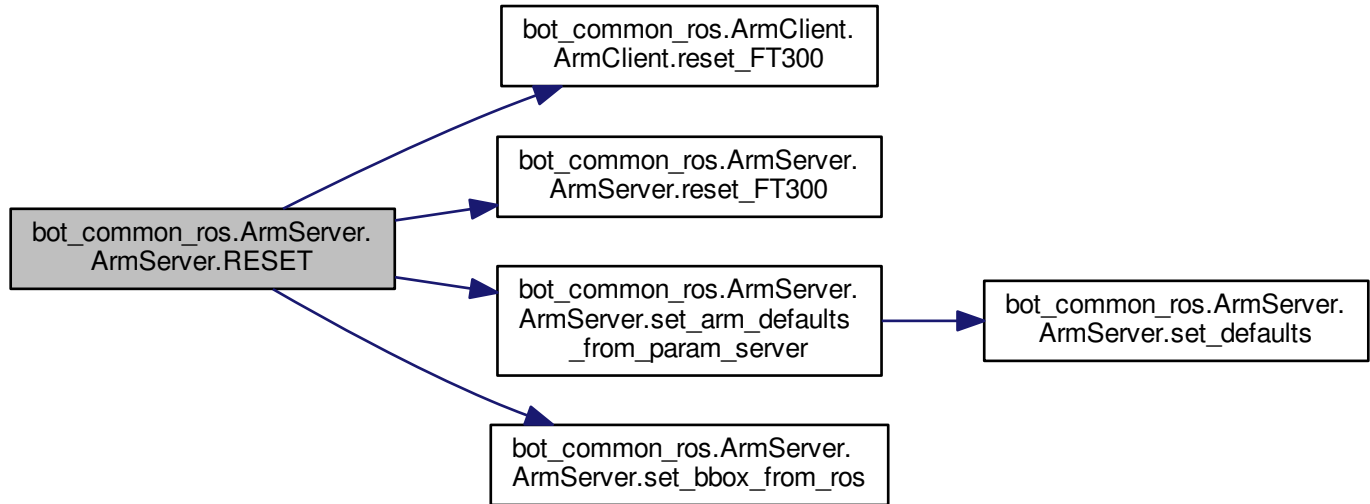 bot_common_ros.ArmClient.
ArmClient.reset_FT300
bot_common_ros.ArmServer.
ArmServer.reset_FT300
bot_common_ros.ArmServer.
ArmServer.RESET
bot_common_ros.ArmServer.
ArmServer.set_arm_defaults
_from_param_server
bot_common_ros.ArmServer.
ArmServer.set_defaults
bot_common_ros.ArmServer.
ArmServer.set_bbox_from_ros